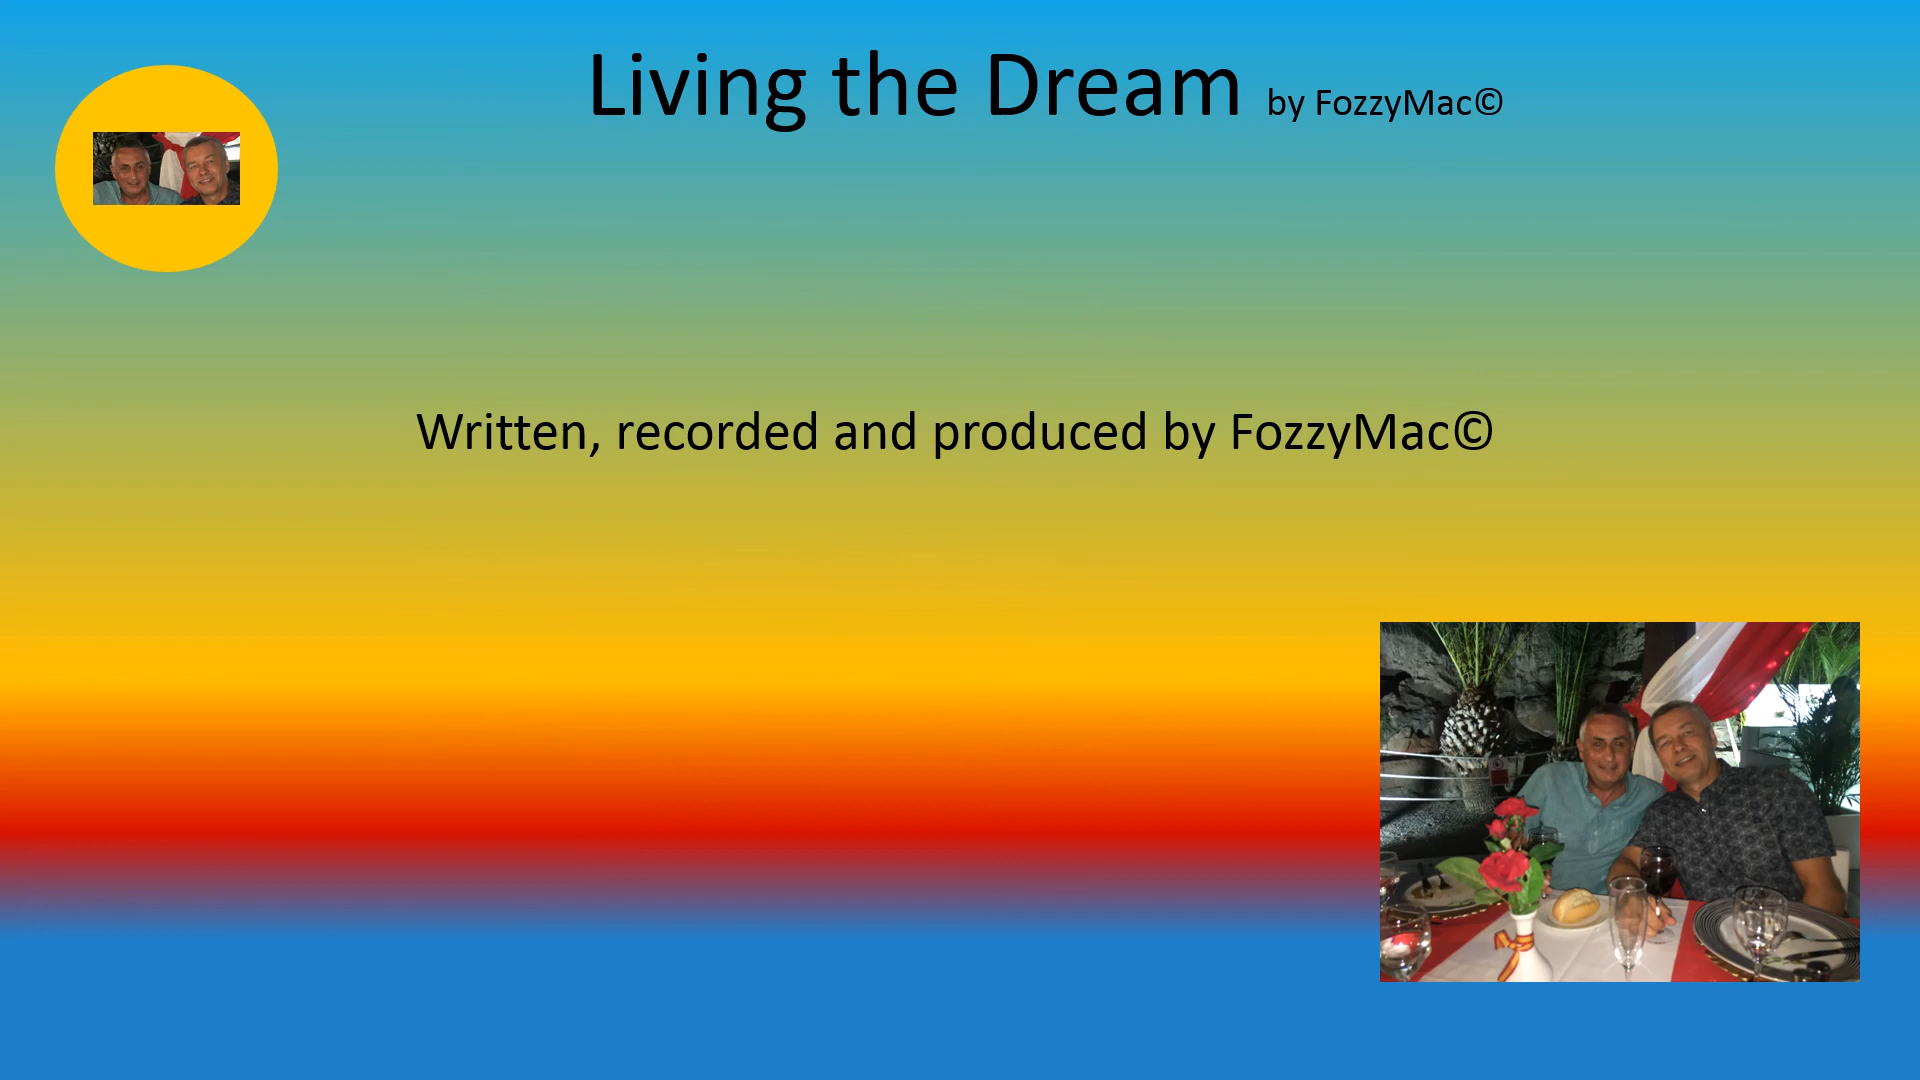 Living the Dream by FozzyMac©
Written, recorded and produced by FozzyMac©